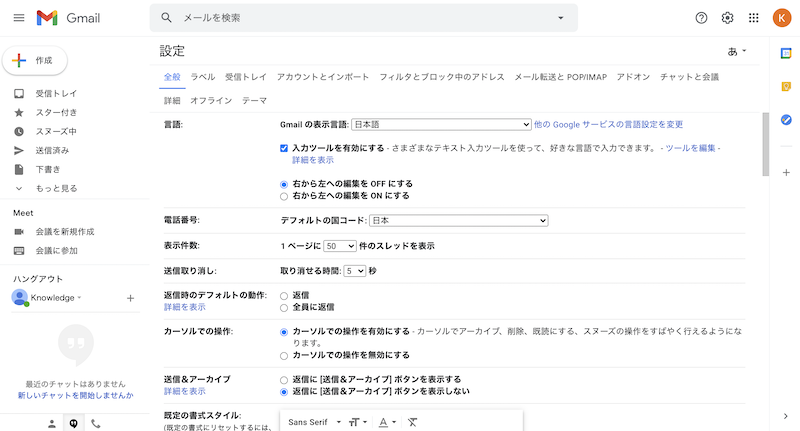 Gmail
メールを検索
K
作成
受信トレイ
スター付き
スヌーズ中
送信済み
下書き
もっと見る
Meet
会議を新規作成
会議に参加
ハンドアウト
Knowledge
最近のチャットはありません
新しいチャットを開始しませんか
設定
あ
全般 ラベル 受信トレイ アカウントとインポート フィルタとブロック中のアドレス メール転送と POP/IMAP アドオン チャットと会議
詳細 オフライン テーマ
言語: Gmail の表示言語: 日本語 他の Google サービスの言語設定を変更
入力ツールを有効にする - さまざまなテキスト入力ツールを使って、好きな言語で入力できます。 - ツールを編集 -
詳細を表示
右から左への編集を OFF にする
右から左への編集を ON にする
電話番号: デフォルトの国コード: 日本
表示件数: 1 ページに 50 件のスレッドを表示
送信取り消し: 取り消せる時間: 5 秒
返信時のデフォルトの動作: 返信
詳細を表示 全員に返信
カーソルでの操作: カーソルでの操作を有効にする - カーソルでアーカイブ、削除、既読にする、スヌーズの操作をすばやく行えるようにな
ります。
カーソルでの操作を無効にする
送信＆アーカイブ 返信に [送信＆アーカイブ] ボタンを表示する
詳細を表示 返信に [送信＆アーカイブ] ボタンを表示しない
既定の書式スタイル: Sans Serif
(既定の書式にリセットするには、